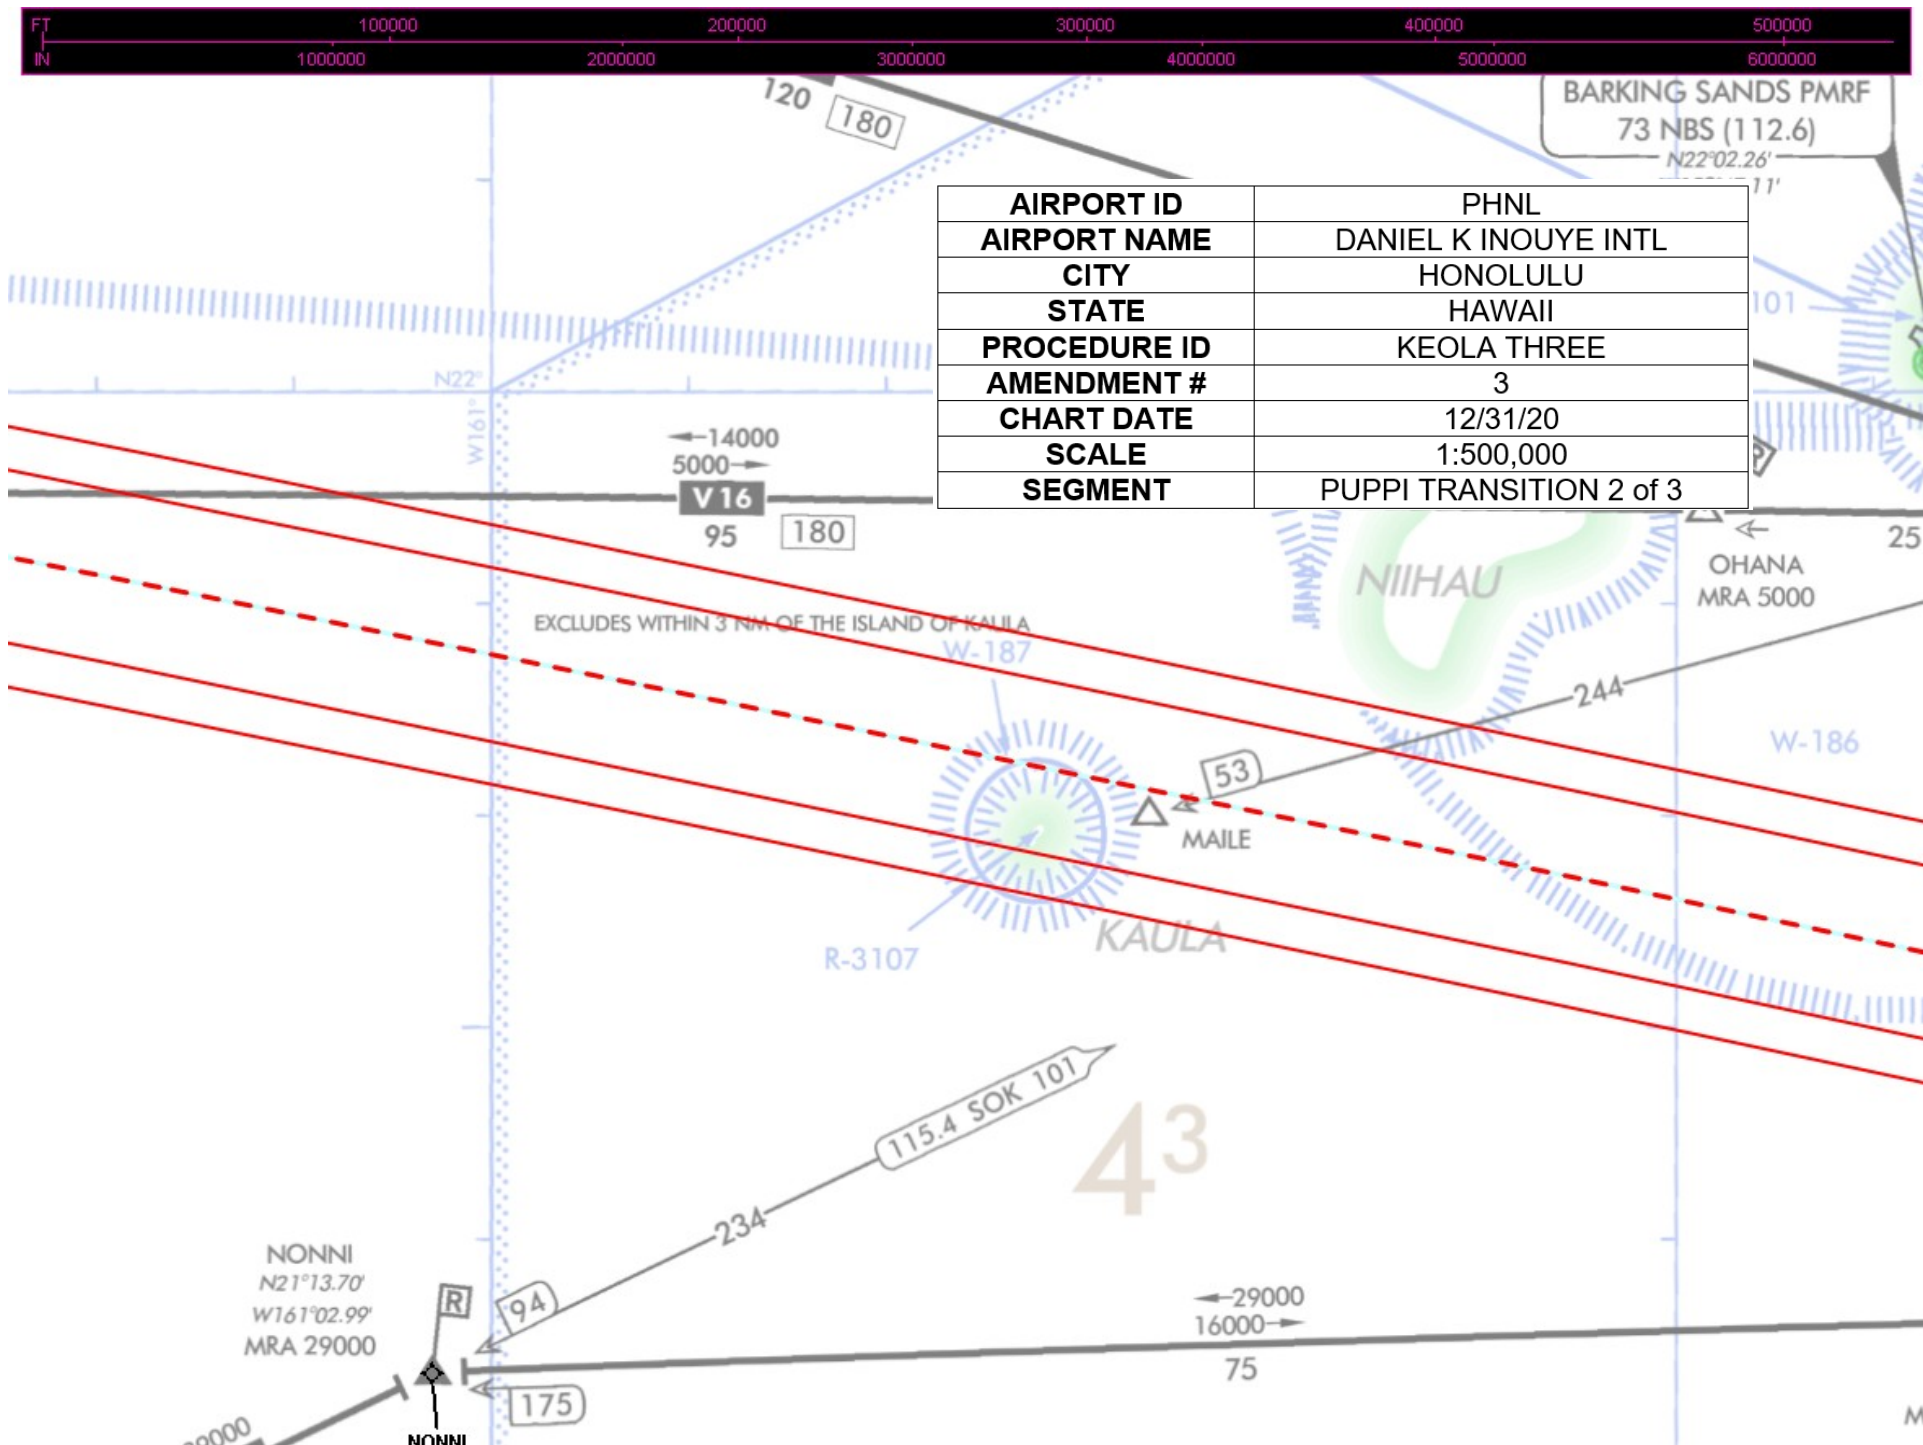 FT 100000 200000 300000 400000 500000
IN 1000000 2000000 3000000 4000000 5000000 6000000
120 180
BARKING SANDS PMRF
73 NBS (112.6)
N22°02.26'
11'
AIRPORT ID PHNL
AIRPORT NAME DANIEL K INOUYE INTL
CITY HONOLULU
STATE HAWAII
PROCEDURE ID KEOLA THREE
AMENDMENT # 3
CHART DATE 12/31/20
SCALE 1:500,000
SEGMENT PUPPI TRANSITION 2 of 3
101
N22°
W161°
14000
5000
V 16
95 180
R
25
OHANA
MRA 5000
NIIHAU
EXCLUDES WITHIN 3 NM OF THE ISLAND OF KAULA
W-187
244
W-186
53
MAILE
KAULA
R-3107
115.4 SOK 101
43
234
NONNI
N21°13.70'
W161°02.99'
MRA 29000
R
94
29000
16000
75
175
NONNI
M